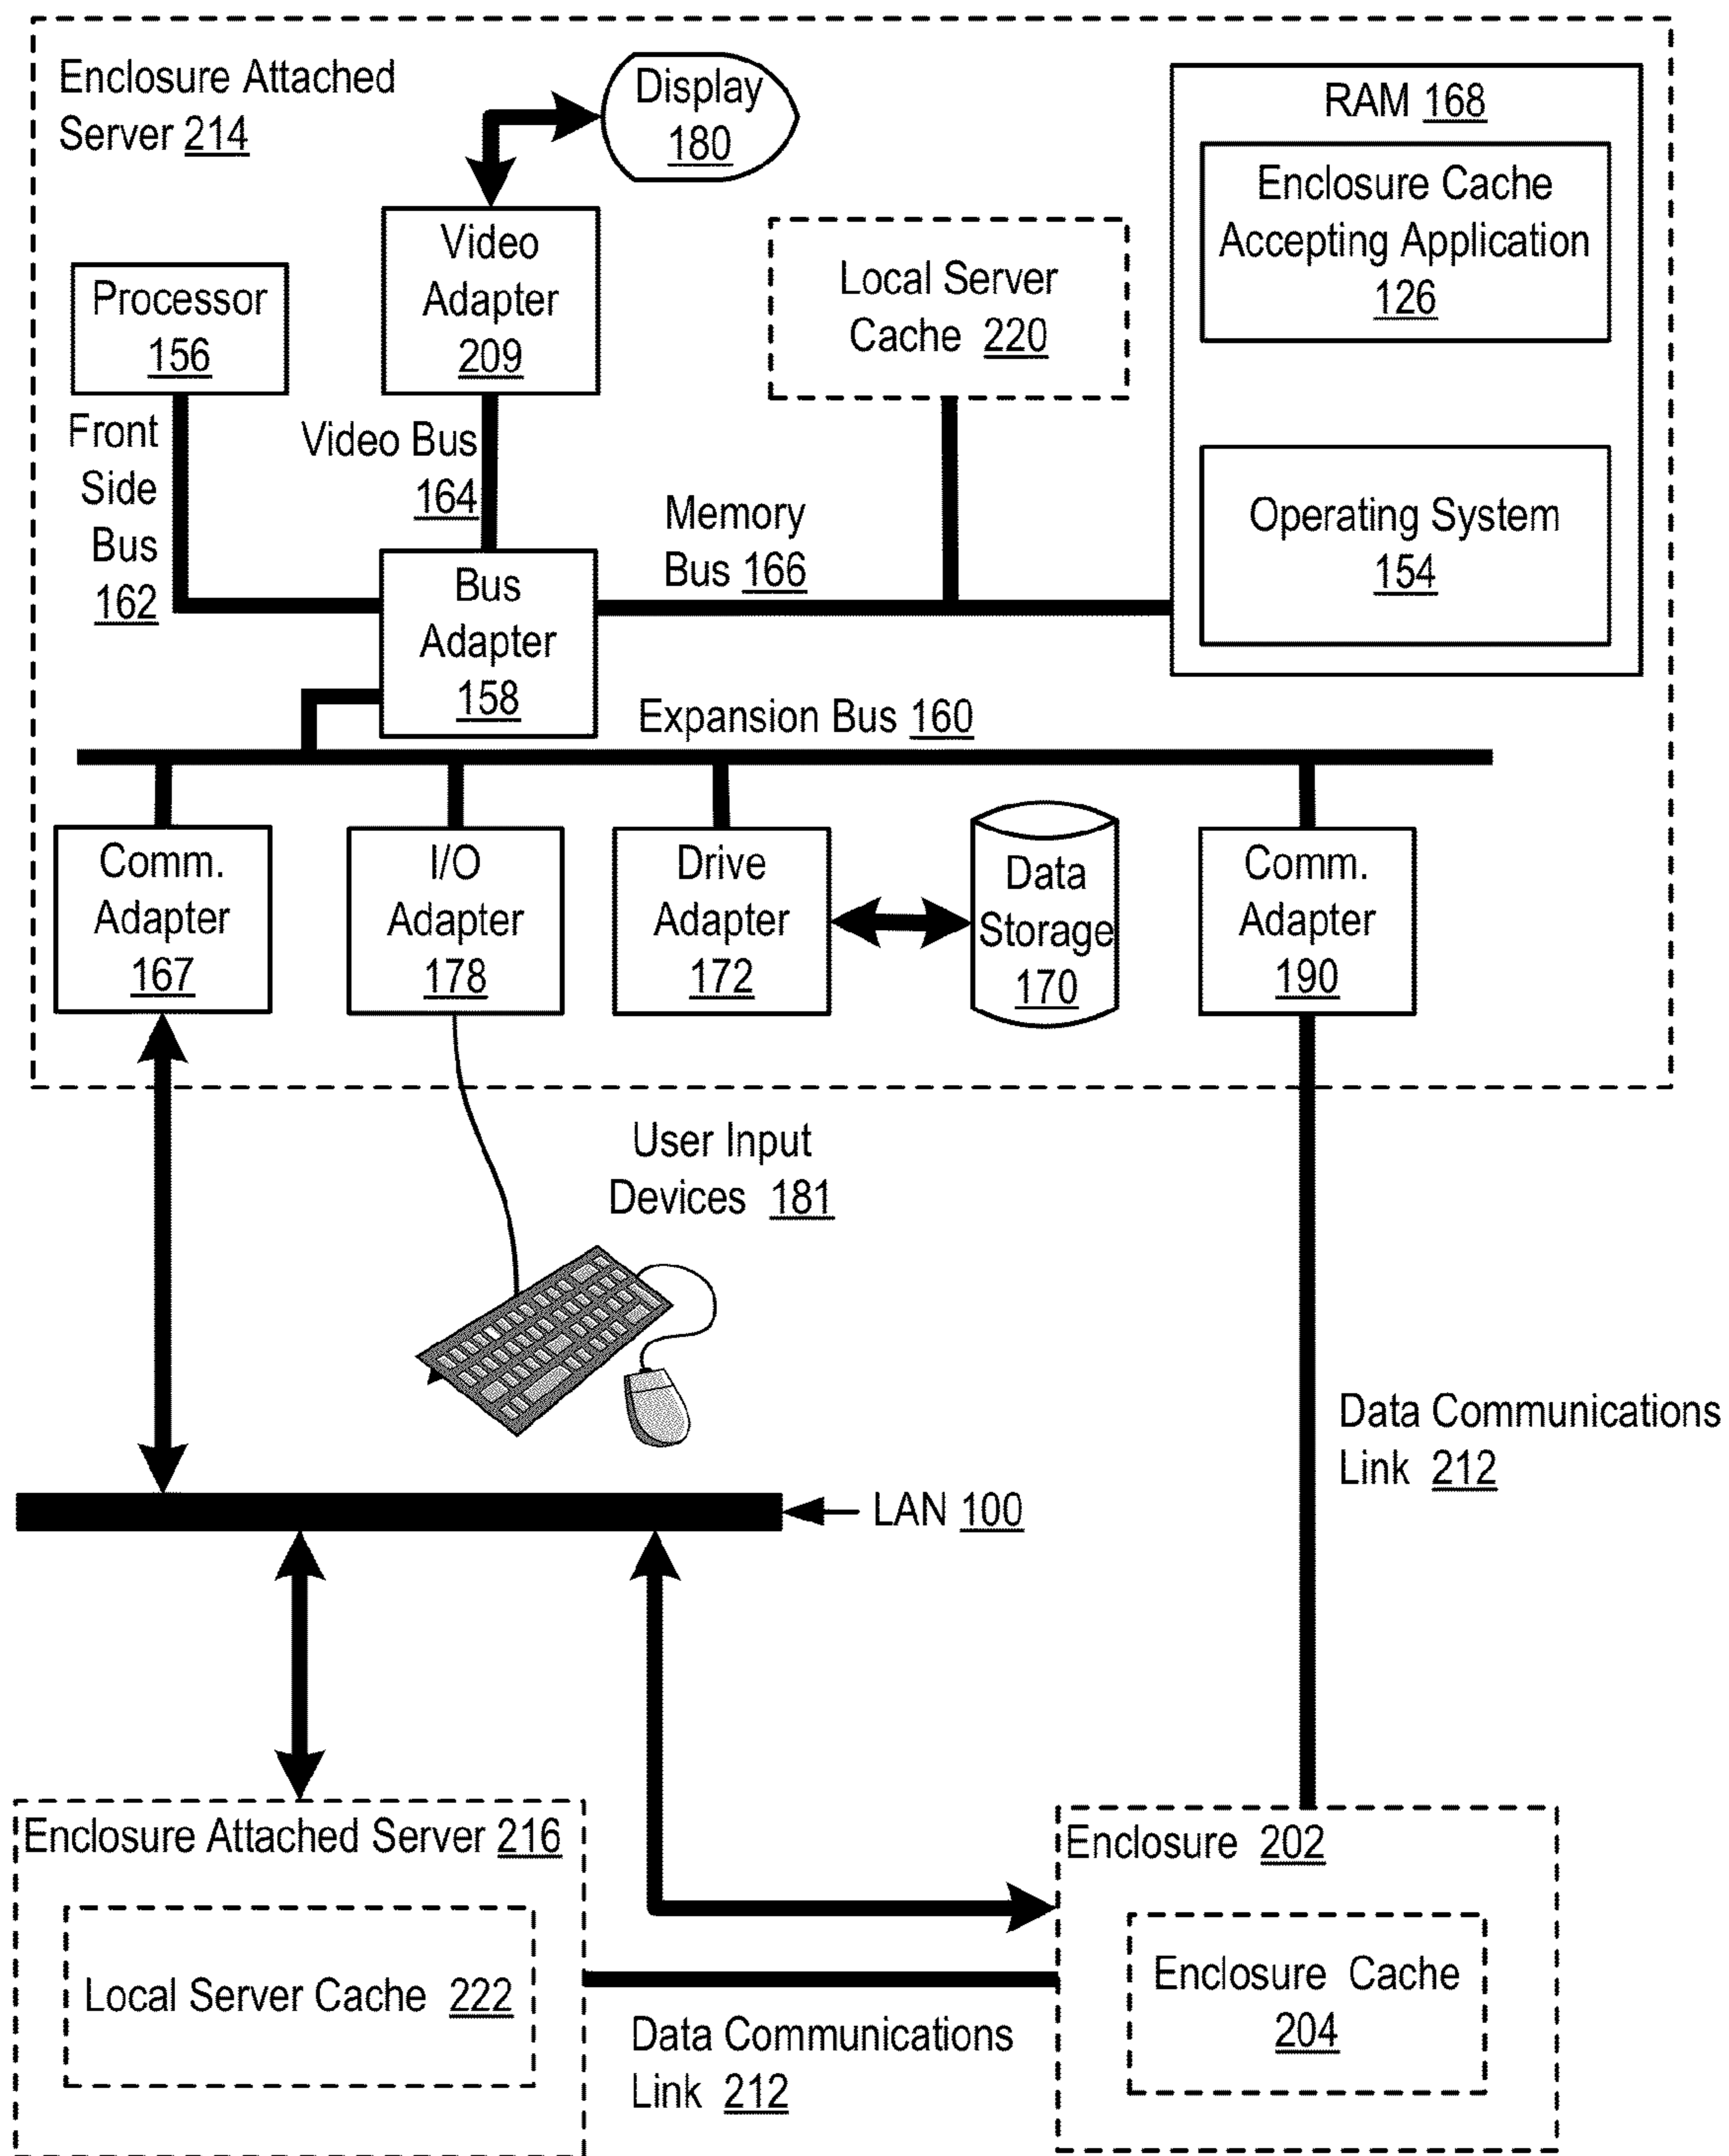 Enclosure Attached
Server 214
Display
180
RAM 168
Enclosure Cache
Accepting Application
126
Video
Adapter
209
Processor
156
Local Server
Cache 220
Front
Side
Bus
162
Video Bus
164
Memory
Bus 166
Operating System
154
Bus
Adapter
158
Expansion Bus 160
Comm.
Adapter
167
I/O
Adapter
178
Drive
Adapter
172
Data
Storage
170
Comm.
Adapter
190
User Input
Devices 181
Data Communications
Link 212
LAN 100
Enclosure Attached Server 216
Local Server Cache 222
Enclosure 202
Enclosure Cache
204
Data Communications
Link 212